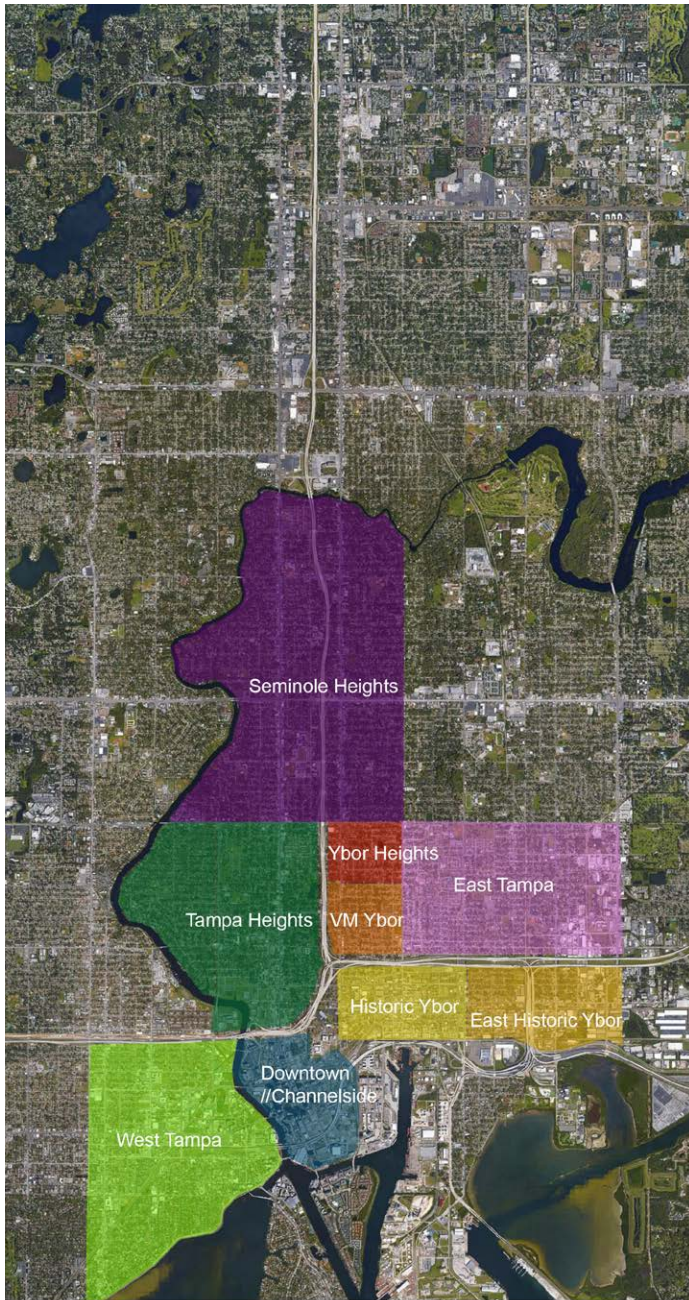 Seminole Heights
Ybor Heights
East Tampa
Tampa Heights
VM Ybor
Historic Ybor
East Historic Ybor
Downtown
//Channelside
West Tampa